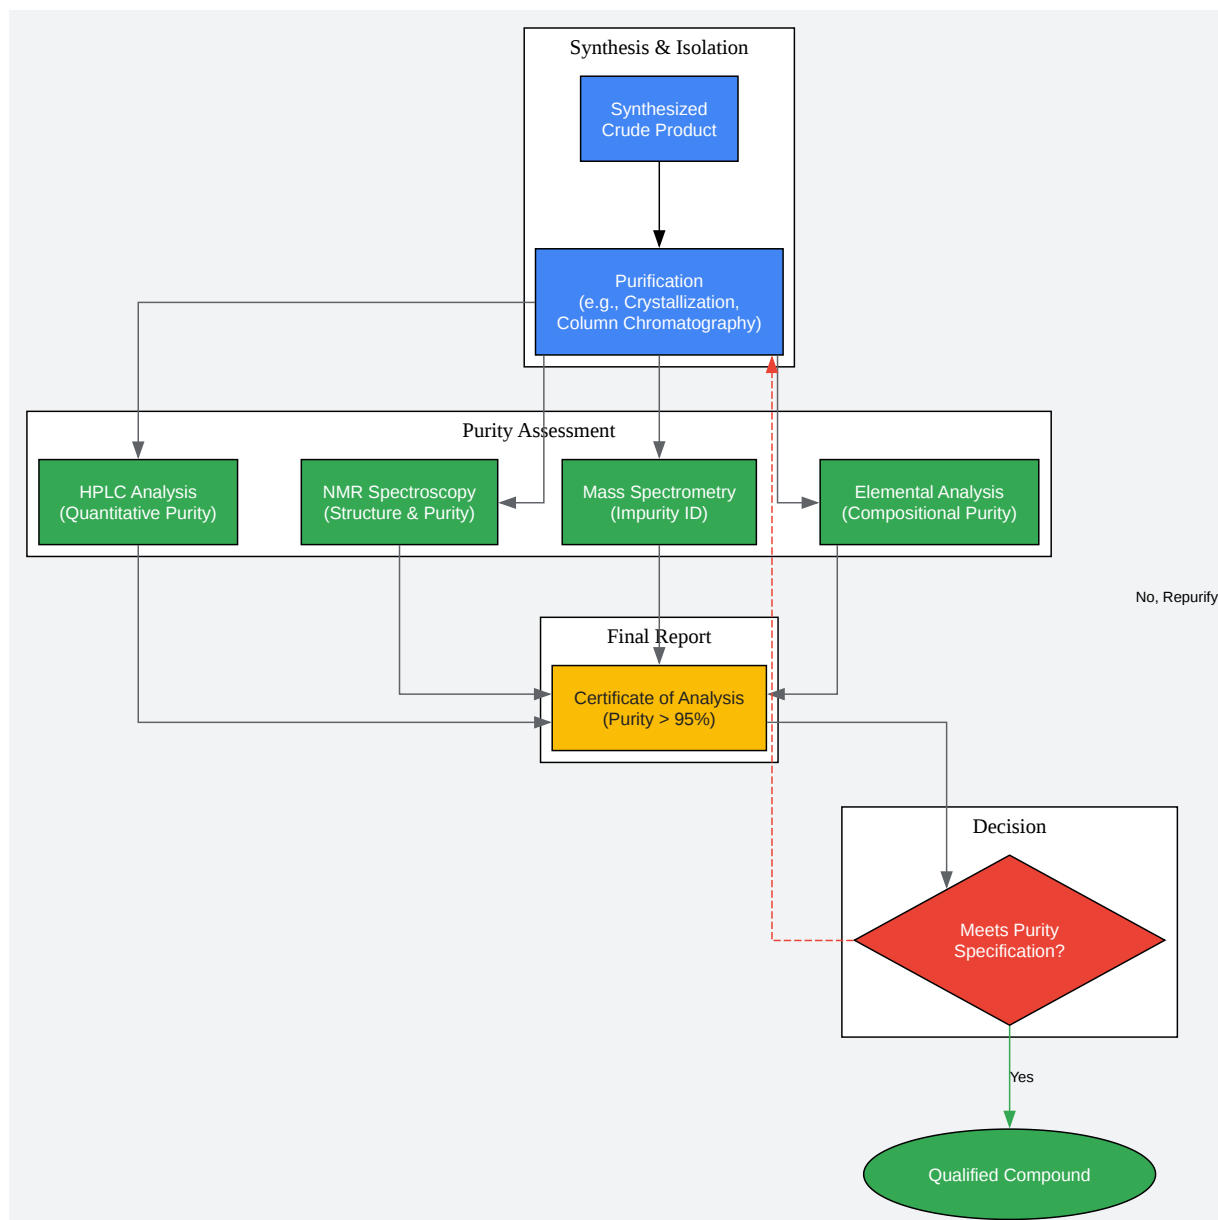 Synthesis & Isolation
Synthesized
Crude Product
Purification
(e.g., Crystallization,
Column Chromatography)
Purity Assessment
HPLC Analysis
(Quantitative Purity)
NMR Spectroscopy
(Structure & Purity)
Mass Spectrometry
(Impurity ID)
Elemental Analysis
(Compositional Purity)
No, Repurify
Final Report
Certificate of Analysis
(Purity > 95%)
Decision
Meets Purity
Specification?
Yes
Qualified Compound